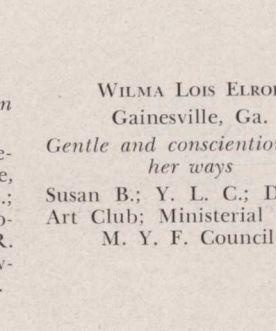 n
WILMA LOIS ELRO
Gainesville, Ga.
e-
Gentle and conscientio
e,
her ways
.;
Susan B.; Y. L. C.; D
o-
Art Club; Ministerial
R.
M. Y. F. Council
v-
.